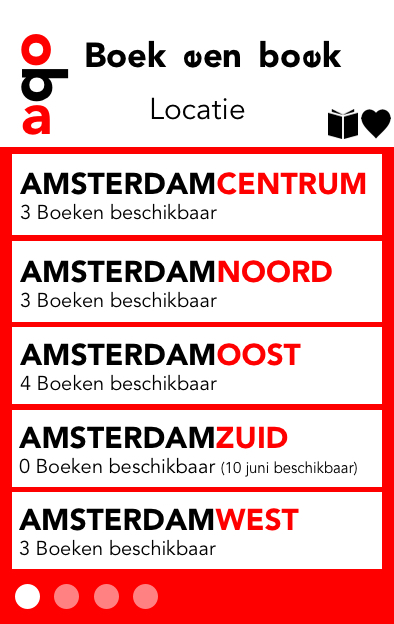 aqo
Boek een boek
Locatie
AMSTERDAMCENTRUM
3 Boeken beschikbaar
AMSTERDAMNOORD
3 Boeken beschikbaar
AMSTERDAMOOST
4 Boeken beschikbaar
AMSTERDAMZUID
0 Boeken beschikbaar (10 juni beschikbaar)
AMSTERDAMWEST
3 Boeken beschikbaar